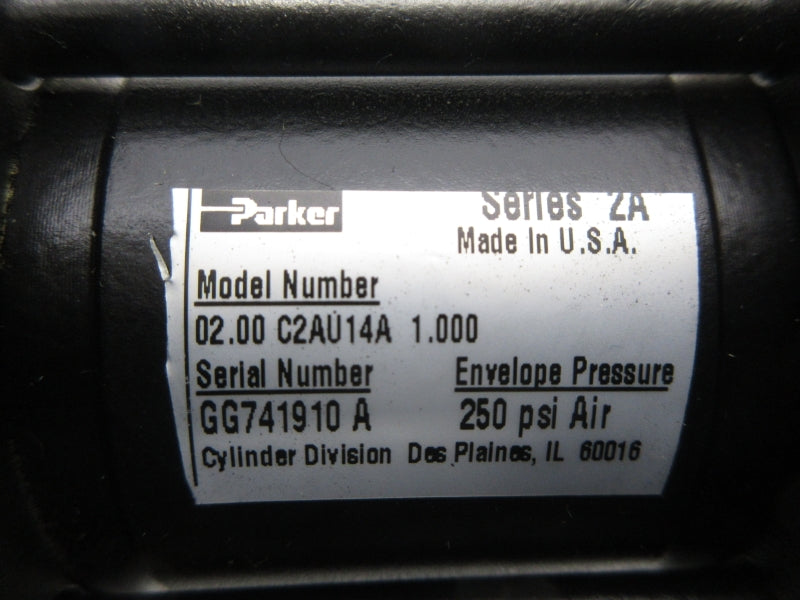 Parker Series 2A
Made In U.S.A.
Model Number
02.00 C2AU14A 1.000
Serial Number Envelope Pressure
GG741910 A 250 psi Air
Cylinder Division Des Plaines, IL 60016